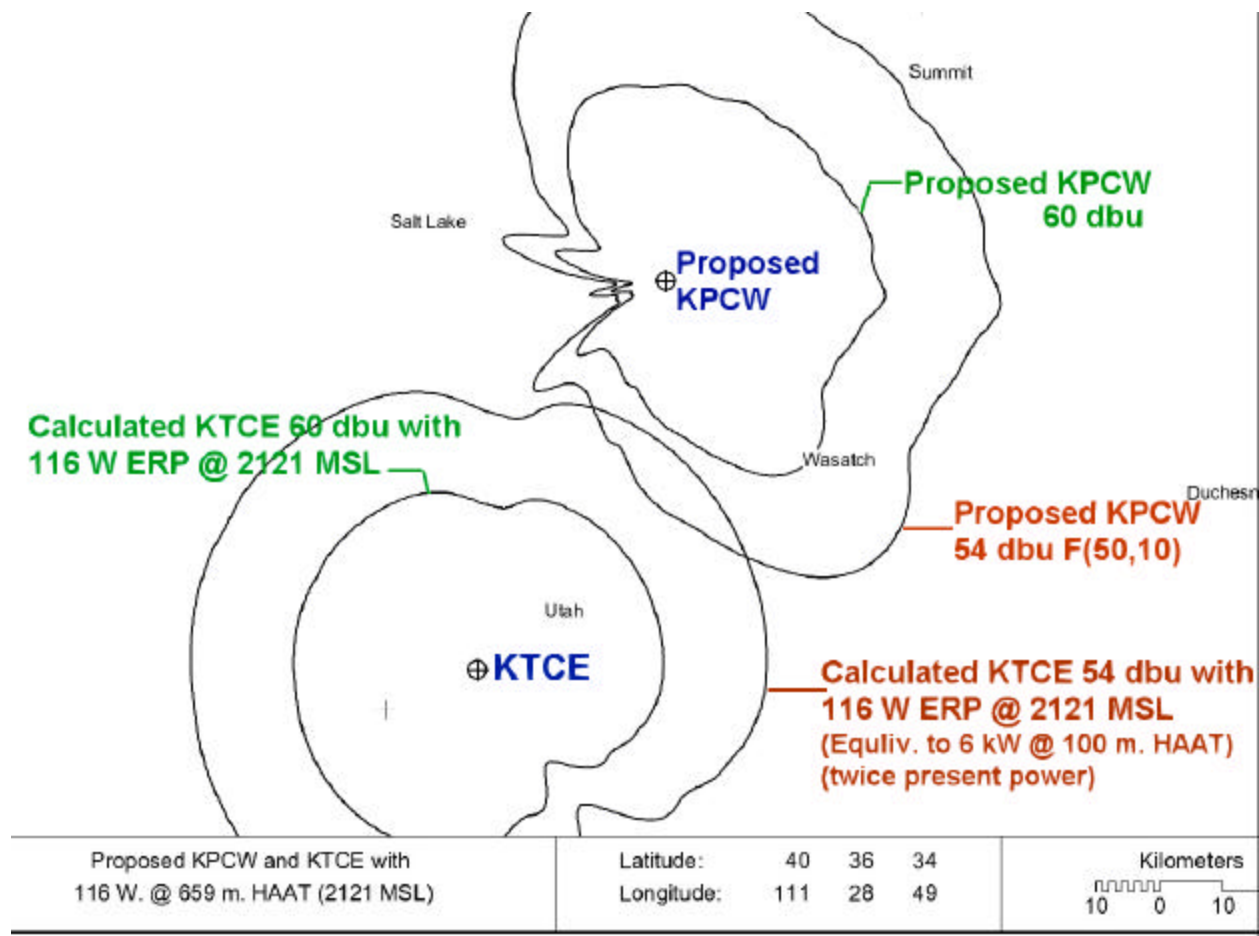 Summit
Proposed KPCW
60 dbu
Salt Lake
Proposed
KPCW
Calculated KTCE 60 dbu with
116 W ERP @ 2121 MSL
Wasatch
Duchesn
Proposed KPCW
54 dbu F(50,10)
Utah
KTCE
Calculated KTCE 54 dbu with
116 W ERP @ 2121 MSL
(Equliv. to 6 kW @ 100 m. HAAT)
(twice present power)
Proposed KPCW and KTCE with
116 W. @ 659 m. HAAT (2121 MSL)
Latitude: 40 36 34
Longitude: 111 28 49
Kilometers
10 0 10